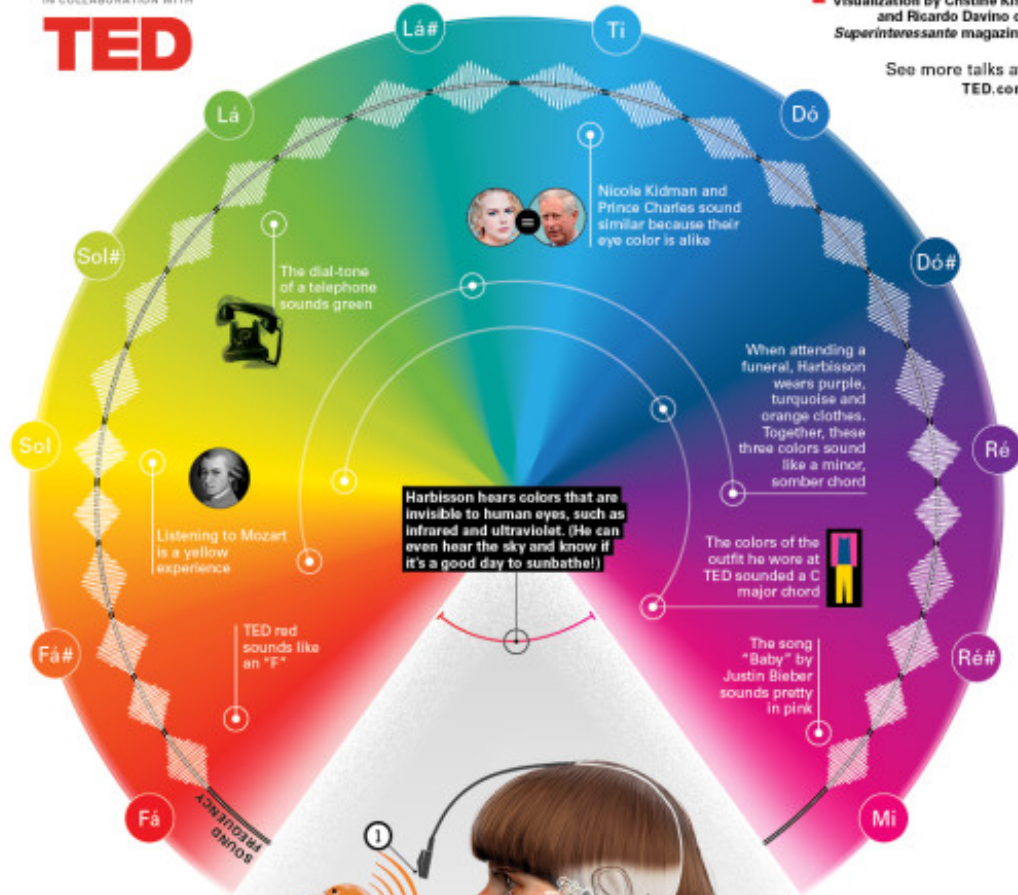 IN COLLABORATION WITH
TED
Visualization by Cristine
and Ricardo Davino
Superinteressante magazin
See more talks a
TED.co
Lá#
Ti
Lá
Dó
Sol#
Dó#
Sol
Ré
Fá#
Ré#
Fá
Mi
Nicole Kidman and
Prince Charles sound
similar because their
eye color is alike
=
The dial-tone
of a telephone
sounds green
When attending a
funeral, Harbisson
wears purple,
turquoise and
orange clothes.
Together, these
three colors sound
like a minor,
somber chord
Listening to Mozart
is a yellow
experience
Harbisson hears colors that are
invisible to human eyes, such as
infrared and ultraviolet. (He can
even hear the sky and know if
it's a good day to sunbathe!)
The colors of the
outfit he wore at
TED sounded a C
major chord
TED red
sounds like
an "F"
The song
"Baby" by
Justin Bieber
sounds pretty
in pink
SOUND
FREQUENCY
1